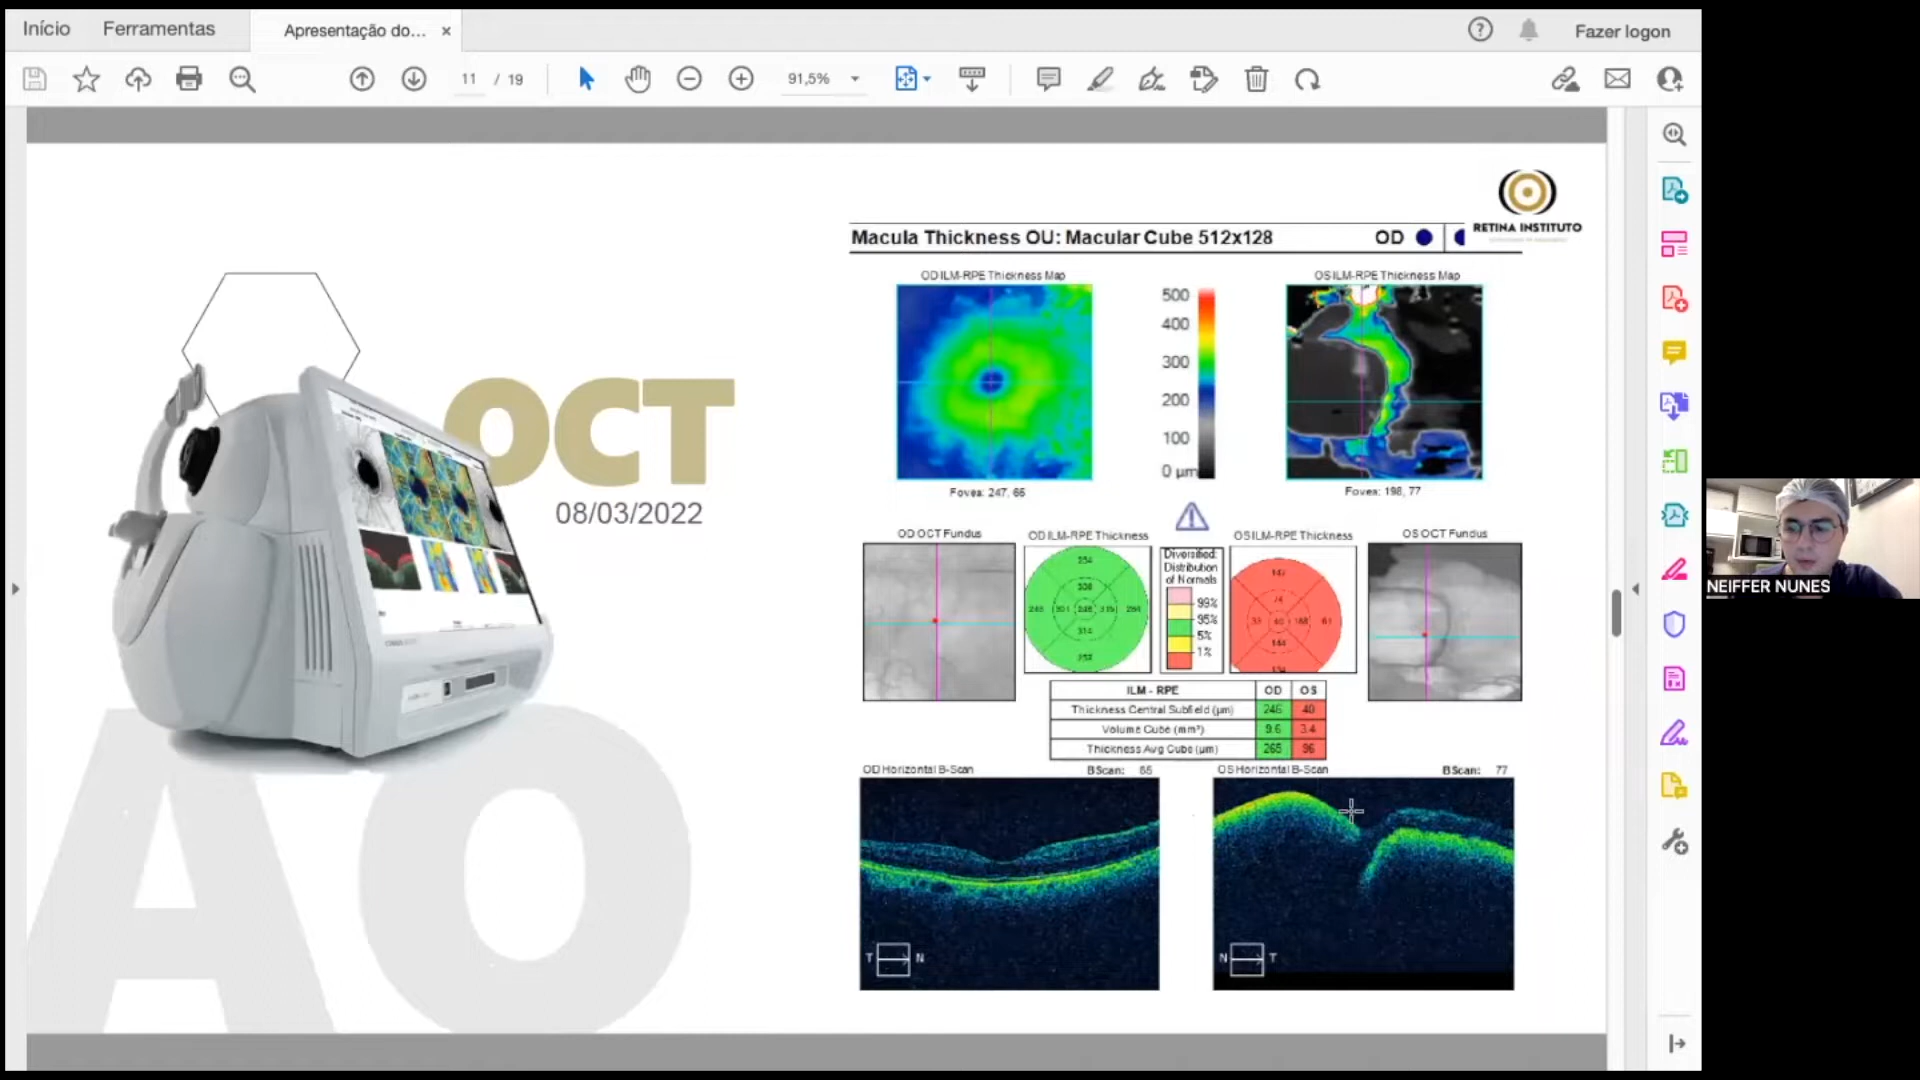 Início
Ferramentas
Apresentação do...
Fazer logon
11 / 19
91,5%
RETINA INSTITUTO
Macula Thickness OU: Macular Cube 512x128
OD
OD ILM-RPE Thickness Map
OS ILM-RPE Thickness Map
500
400
300
200
100
0 µm
Fovea: 247, 66
Fovea: 198, 77
OCT
08/03/2022
OD OCT Fundus
OD ILM-RPE Thickness
OS ILM-RPE Thickness
OS OCT Fundus
Diversified:
Distribution
of Normals
99%
95%
5%
1%
ILM - RPE OD OS
Thickness Central Subfield (µm) 246 40
Volume Cube (mm³) 9.6 3.4
Thickness Avg Cube (µm) 265 96
OD Horizontal B-Scan
BScan: 65
OS Horizontal B-Scan
BScan: 77
T N
N T
AO
NEIFFER NUNES